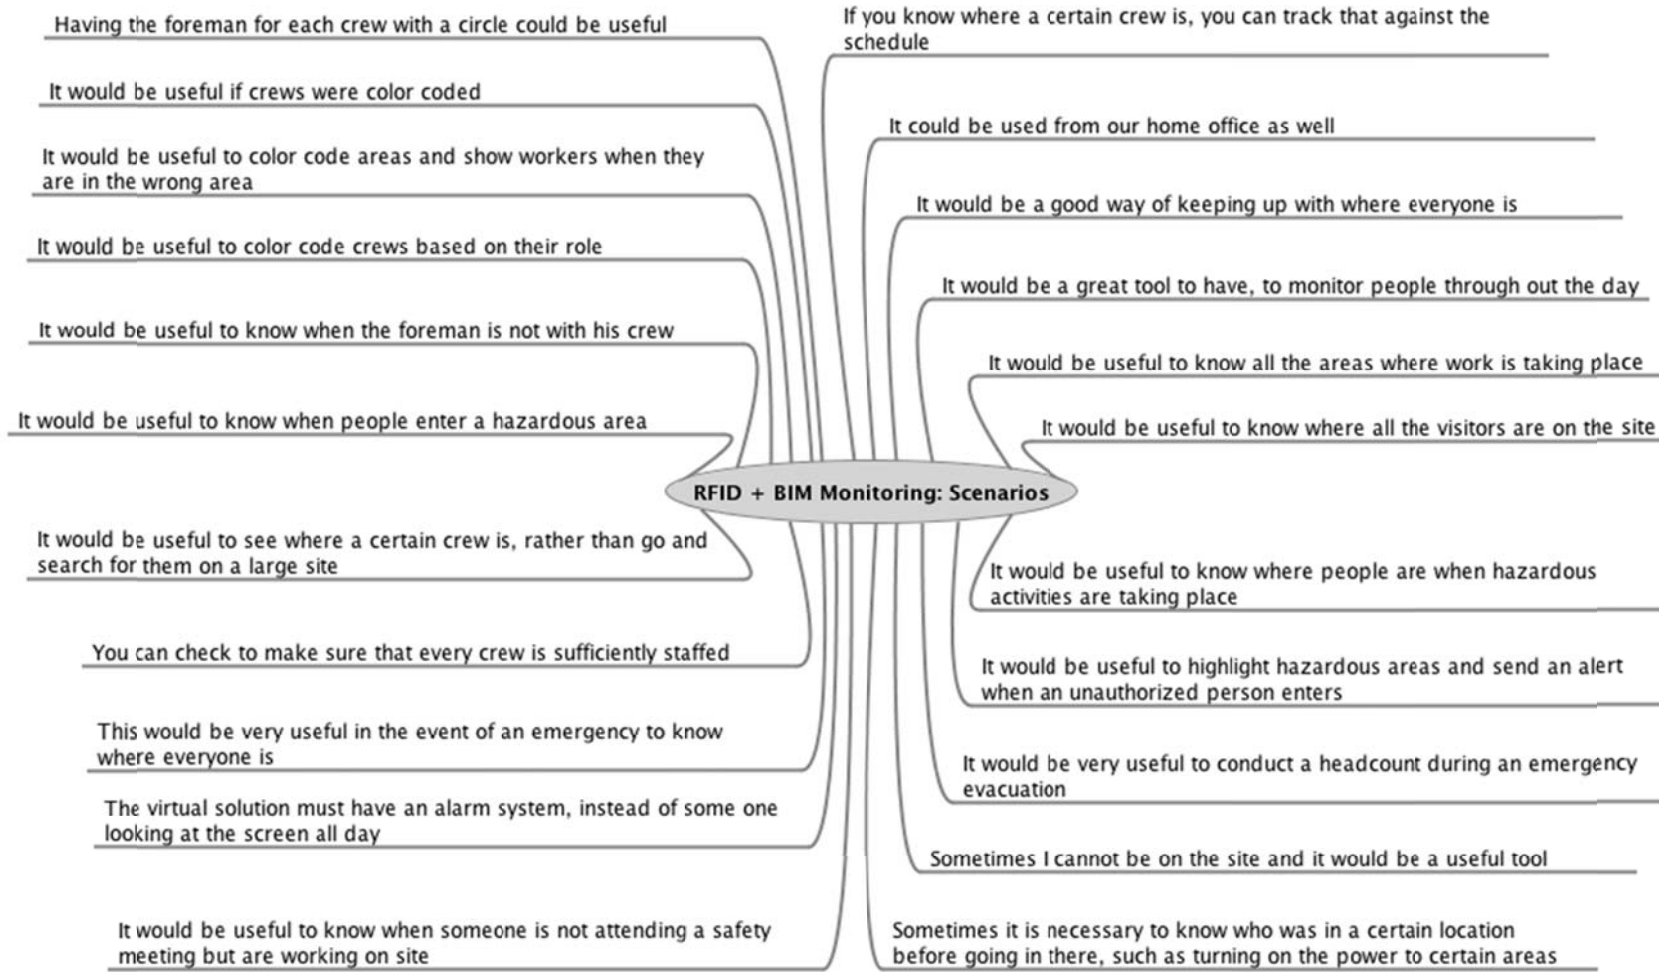 Having the foreman for each crew with a circle could be useful
It would be useful if crews were color coded
It would be useful to color code areas and show workers when they
are in the wrong area
It would be useful to color code crews based on their role
It would be useful to know when the foreman is not with his crew
It would be useful to know when people enter a hazardous area
It would be useful to see where a certain crew is, rather than go and
search for them on a large site
You can check to make sure that every crew is sufficiently staffed
This would be very useful in the event of an emergency to know
where everyone is
The virtual solution must have an alarm system, instead of some one
looking at the screen all day
It would be useful to know when someone is not attending a safety
meeting but are working on site
RFID + BIM Monitoring: Scenarios
If you know where a certain crew is, you can track that against the
schedule
It could be used from our home office as well
It would be a good way of keeping up with where everyone is
It would be a great tool to have, to monitor people through out the day
It would be useful to know all the areas where work is taking place
It would be useful to know where all the visitors are on the site
It would be useful to know where people are when hazardous
activities are taking place
It would be useful to highlight hazardous areas and send an alert
when an unauthorized person enters
It would be very useful to conduct a headcount during an emergency
evacuation
Sometimes I cannot be on the site and it would be a useful tool
Sometimes it is necessary to know who was in a certain location
before going in there, such as turning on the power to certain areas